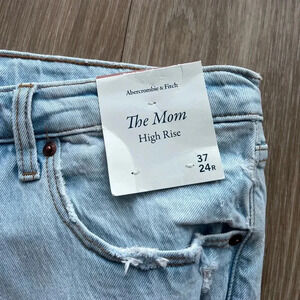 Abercrombie & Fitch
The Mom
High Rise
37
24R